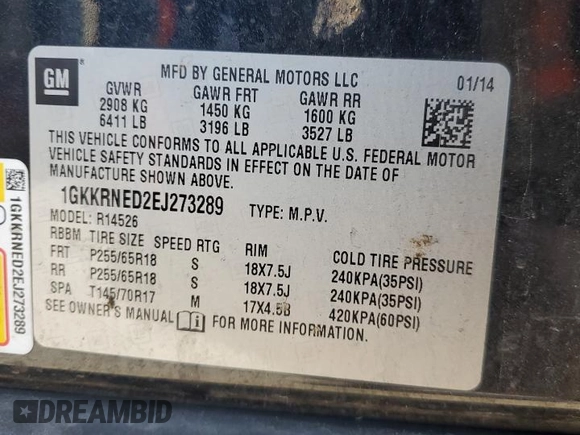 GM
MFD BY GENERAL MOTORS LLC
01/14
GVWR GAWR FRT GAWR RR
2908 KG 1450 KG 1600 KG
6411 LB 3196 LB 3527 LB
THIS VEHICLE CONFORMS TO ALL APPLICABLE U.S. FEDERAL MOTOR
VEHICLE SAFETY STANDARDS IN EFFECT ON THE DATE OF
MANUFACTURE SHOWN ABOVE.
1GKKRNED2EJ273289 TYPE: M.P.V.
MODEL: R14526
RBBM TIRE SIZE SPEED RTG RIM COLD TIRE PRESSURE
FRT P255/65R18 S 18X7.5J 240KPA(35PSI)
RR P255/65R18 S 18X7.5J 240KPA(35PSI)
SPA T145/70R17 M 17X4.5B 420KPA(60PSI)
SEE OWNER'S MANUAL FOR MORE INFORMATION.
1GKKRNED2EJ273289
DREAMBID